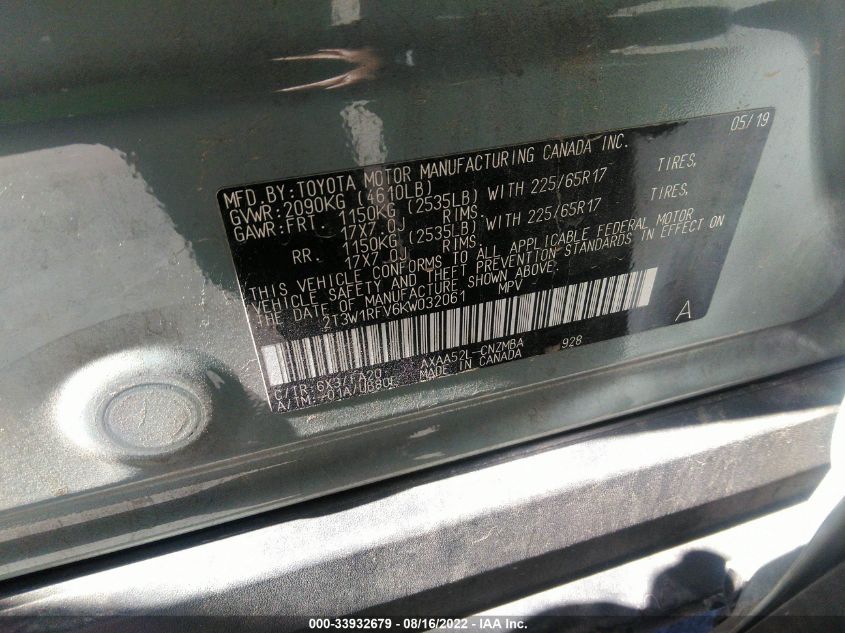 05/19
MFD.BY:TOYOTA MOTOR MANUFACTURING CANADA INC.
GVWR:2090KG (4610LB)
GAWR:FRT 1150KG (2535LB) WITH 225/65R17 TIRES,
17X7.0J RIMS.
RR. 1150KG (2535LB) WITH 225/65R17 TIRES,
17X7.0J RIMS.
THIS VEHICLE CONFORMS TO ALL APPLICABLE FEDERAL MOTOR
VEHICLE SAFETY AND THEFT PREVENTION STANDARDS IN EFFECT ON
THE DATE OF MANUFACTURE SHOWN ABOVE.
2T3W1RFV6KW032061 MPV
A
C/TR: AXAA52L-CNZMBA 928
A/TM: MADE IN CANADA
000-33932679 - 08/16/2022 - IAA Inc.